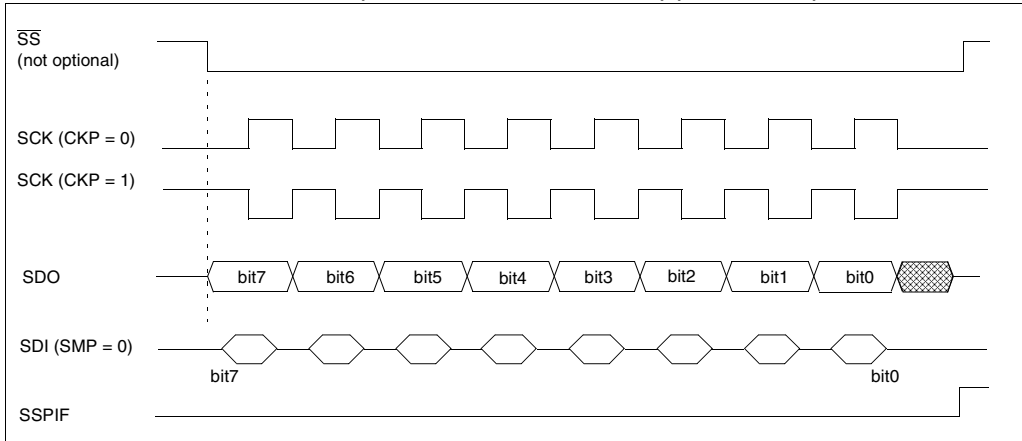 SS
(not optional)
SCK (CKP = 0)
SCK (CKP = 1)
SDO
bit7 bit6 bit5 bit4 bit3 bit2 bit1 bit0
SDI (SMP = 0)
bit7 bit0
SSPIF